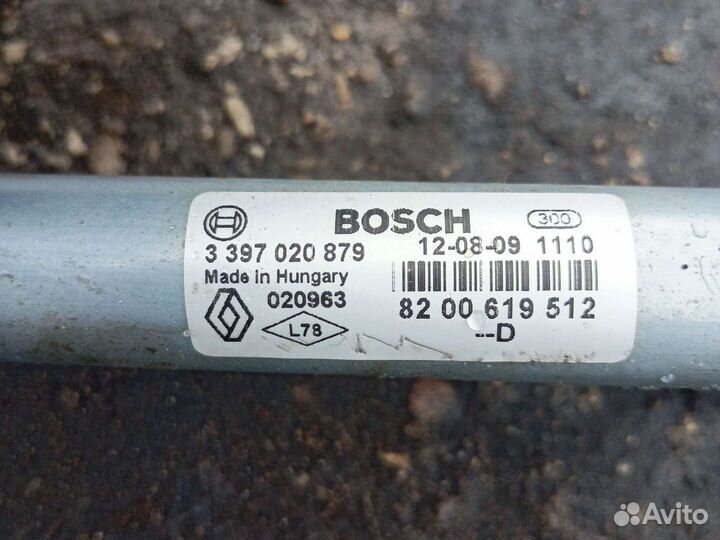 BOSCH 300
3 397 020 879 12-08-09 1110
Made in Hungary
020963 82 00 619 512
L78 --D
Avito